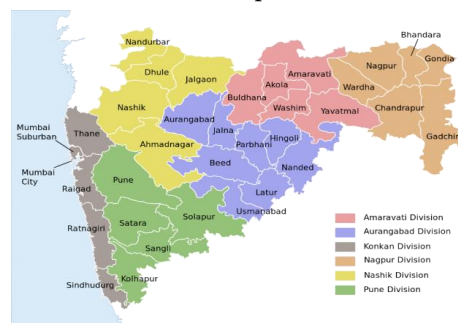 Bhandara
Nandurbar
Nagpur
Gondia
Dhule
Jalgaon
Amaravati
Akola
Wardha
Buldhana
Nashik
Washim
Yavatmal
Chandrapur
Aurangabad
Jalna
Hingoli
Parbhani
Gadchir
Mumbai
Suburban
Thane
Ahmadnagar
Beed
Nanded
Mumbai
City
Pune
Raigad
Latur
Usmanabad
Satara
Solapur
Ratnagiri
Sangli
Kolhapur
Sindhudurg
Amaravati Division
Aurangabad Division
Konkan Division
Nagpur Division
Nashik Division
Pune Division